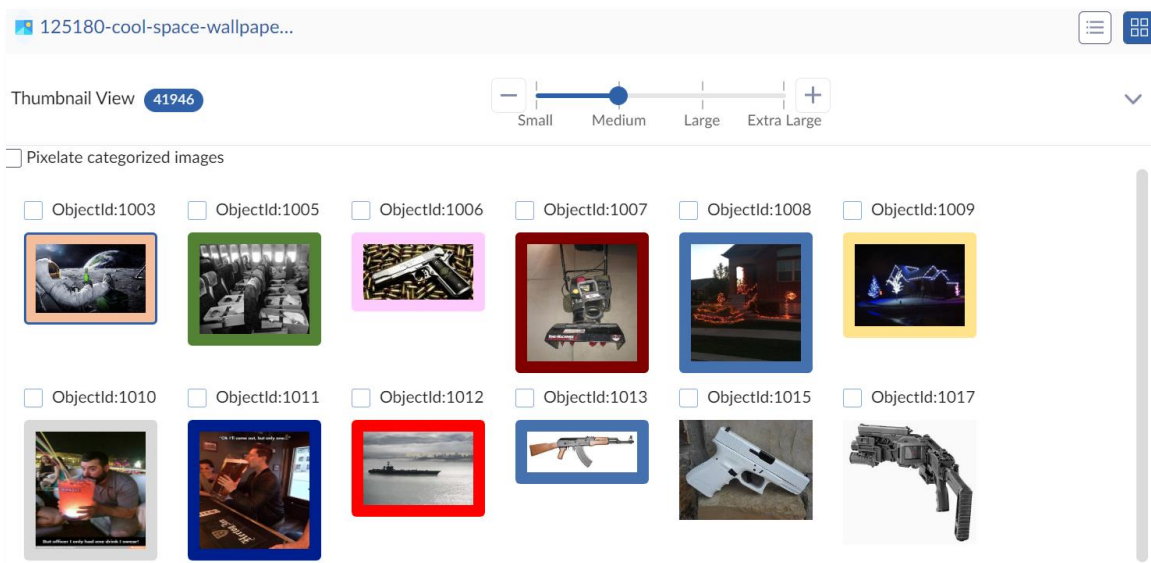 125180-cool-space-wallpape...
Thumbnail View 41946
Small Medium Large Extra Large
Pixelate categorized images
ObjectId:1003 ObjectId:1005 ObjectId:1006 ObjectId:1007 ObjectId:1008 ObjectId:1009
ObjectId:1010 ObjectId:1011 ObjectId:1012 ObjectId:1013 ObjectId:1015 ObjectId:1017
"Oh I'll come out, but only one."
But officer I only had one drink I swear!